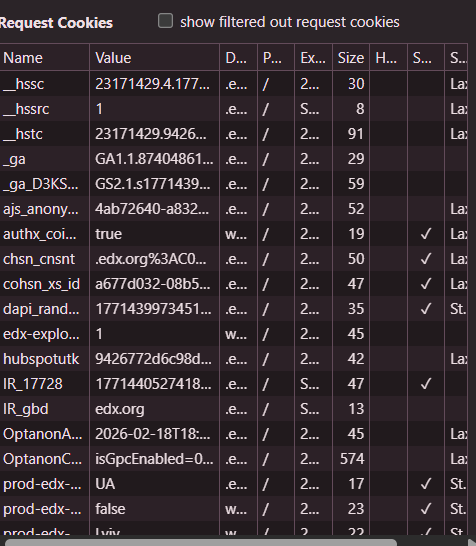 Request Cookies show filtered out request cookies
Name Value D... P... Ex... Size H... S... S...
__hssc 23171429.4.177... .e... / 2... 30 Lax
__hssrc 1 .e... / S... 8 Lax
__hstc 23171429.9426... .e... / 2... 91 Lax
_ga GA1.1.87404861... .e... / 2... 29
_ga_D3KS... GS2.1.s1771439... .e... / 2... 59
ajs_anony... 4ab72640-a832... .e... / 2... 52 Lax
authx_coi... true w... / 2... 19 ✓ Lax
chsn_cnsnt .edx.org%3AC0... .e... / 2... 50 ✓ Lax
cohsn_xs_id a677d032-08b5... .e... / 2... 47 ✓ Lax
dapi_rand... 1771439973451... .e... / 2... 35 ✓ St...
edx-explo... 1 w... / 2... 45
hubspotutk 9426772d6c98d... .e... / 2... 42 Lax
IR_17728 1771440527418... .e... / S... 47 ✓
IR_gbd edx.org .e... / S... 13
OptanonA... 2026-02-18T18:... .e... / 2... 45 Lax
OptanonC... isGpcEnabled=0... .e... / 2... 574 Lax
prod-edx-... UA .e... / 2... 17 ✓ St...
prod-edx-... false w... / 2... 23 ✓ St...
prod-edx-... Lviv w... / 2... 22 ✓ St...